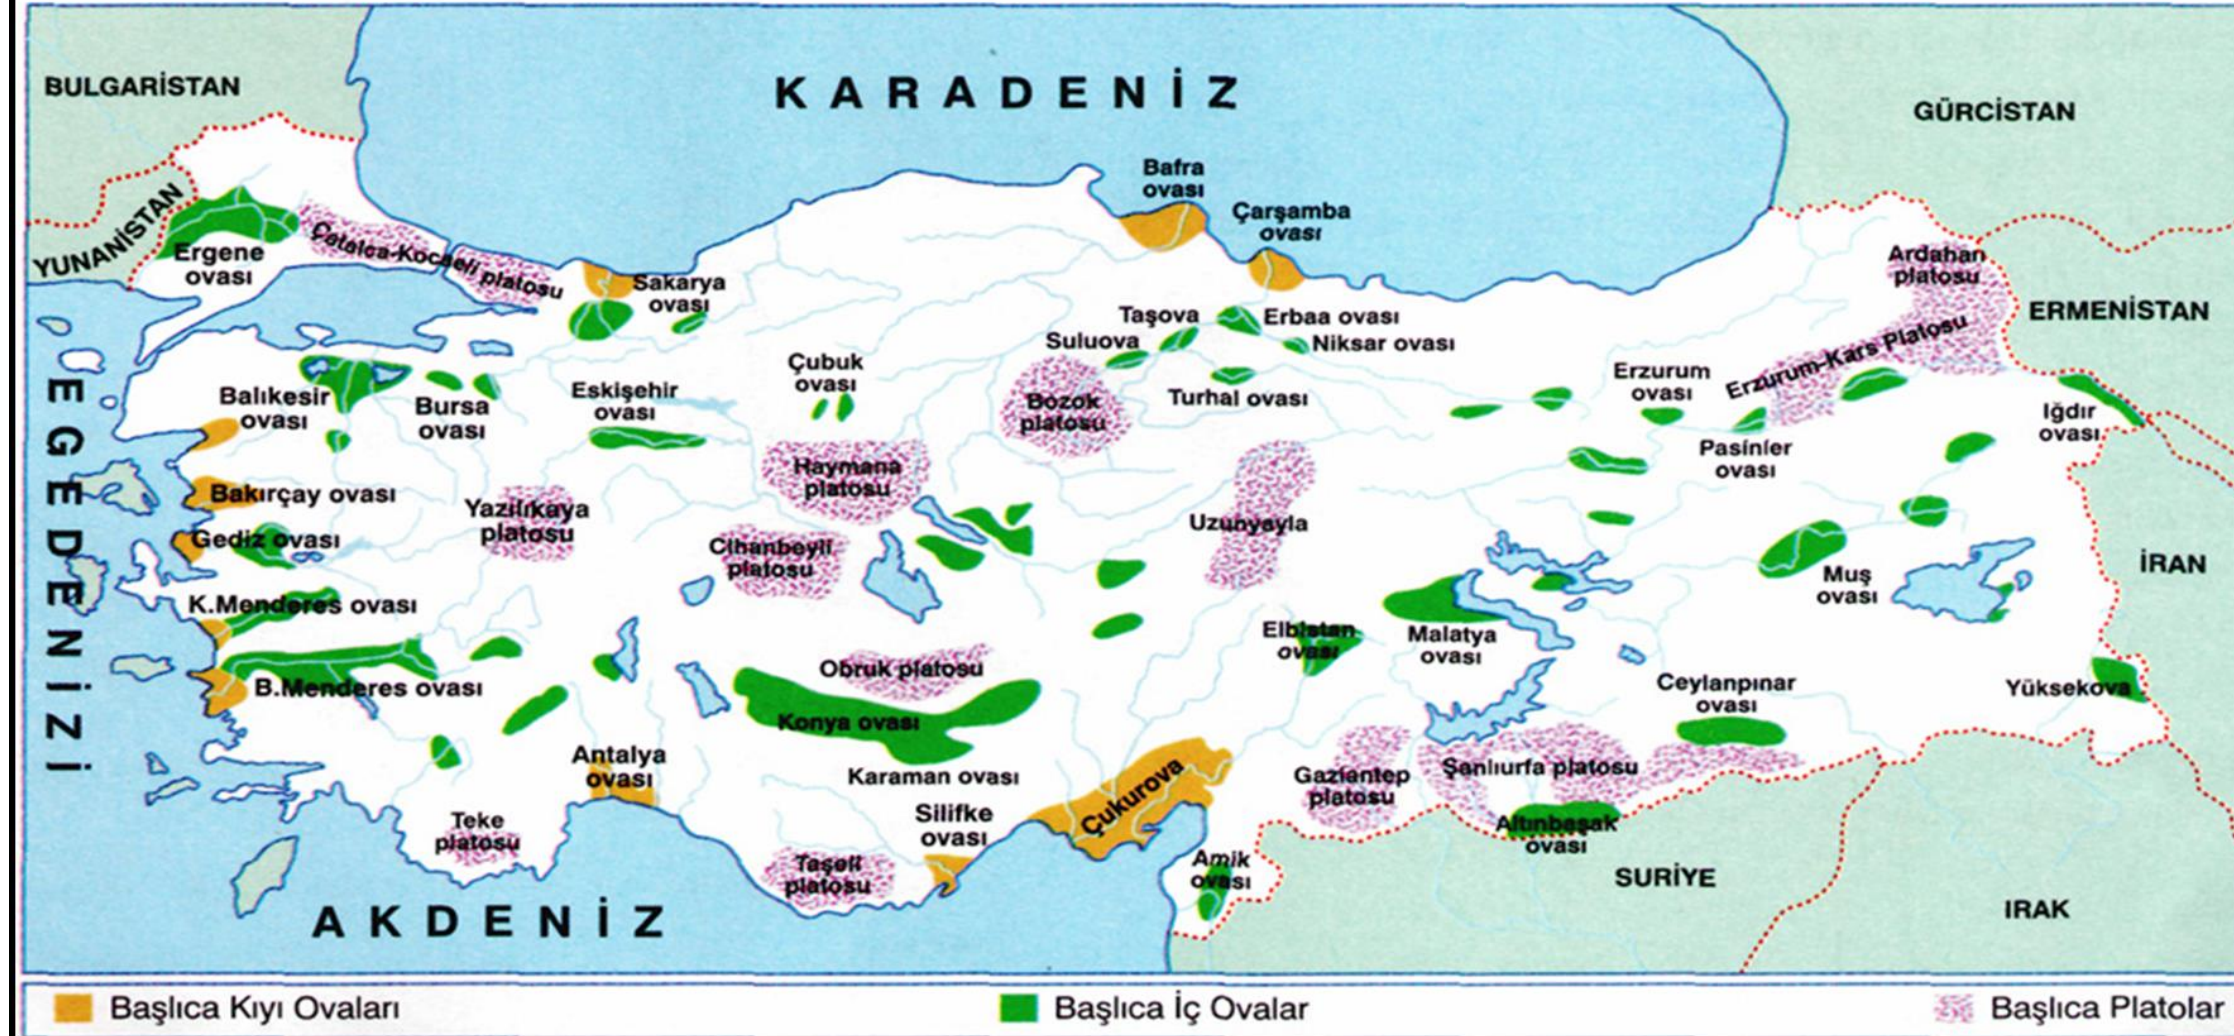 KARADENİZ
BULGARİSTAN
GÜRCİSTAN
YUNANİSTAN
Bafra
ovası
Çarşamba
ovası
Ergene
ovası
Çatalca-Kocaeli platosu
Sakarya
ovası
Ardahan
platosu
ERMENİSTAN
Erzurum-Kars Platosu
Taşova
Erbaa ovası
Suluova
Niksar ovası
Çubuk
ovası
Turhal ovası
Erzurum
ovası
Balıkesir
ovası
Bursa
ovası
Eskişehir
ovası
Bozok
platosu
Iğdır
ovası
Pasinler
ovası
EGE DENİZİ
Bakırçay ovası
Yazılıkaya
platosu
Haymana
platosu
Gediz ovası
Cihanbeyli
platosu
Uzunyayla
İRAN
Muş
ovası
K.Menderes ovası
Elbistan
ovası
Malatya
ovası
B.Menderes ovası
Obruk platosu
Konya ovası
Ceylanpınar
ovası
Yüksekova
Antalya
ovası
Karaman ovası
Çukurova
Gaziantep
platosu
Şanlıurfa platosu
Silifke
ovası
Teke
platosu
Altınbaşak
ovası
Taşeli
platosu
Amik
ovası
SURİYE
IRAK
AKDENİZ
Başlıca Kıyı Ovaları
Başlıca İç Ovalar
Başlıca Platolar